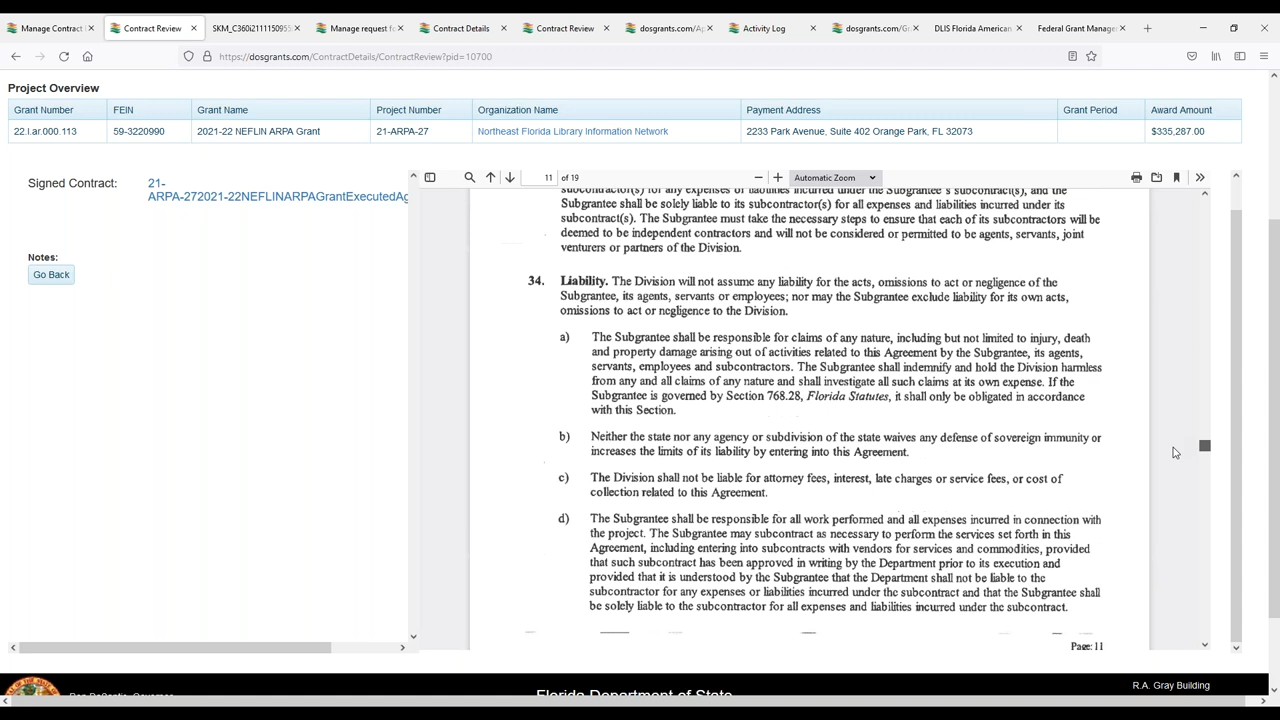 Manage Contract
Contract Review
SKM_C360i2111150955
Manage request f
Contract Details
Contract Review
dosgrants.com/Ap
Activity Log
dosgrants.com/Gr
DLIS Florida American
Federal Grant Manage
https://dosgrants.com/ContractDetails/ContractReview?pid=10700
Project Overview
Grant Number FEIN Grant Name Project Number Organization Name Payment Address Grant Period Award Amount
22.l.ar.000.113 59-3220990 2021-22 NEFLIN ARPA Grant 21-ARPA-27 Northeast Florida Library Information Network 2233 Park Avenue, Suite 402 Orange Park, FL 32073 $335,287.00
Signed Contract: 21-
ARPA-272021-22NEFLINARPAGrantExecutedAg
Notes:
Go Back
11 of 19 Automatic Zoom
subcontractor(s) for any expenses or liabilities incurred under the Subgrantee's subcontract(s), and the
Subgrantee shall be solely liable to its subcontractor(s) for all expenses and liabilities incurred under its
subcontract(s). The Subgrantee must take the necessary steps to ensure that each of its subcontractors will be
deemed to be independent contractors and will not be considered or permitted to be agents, servants, joint
venturers or partners of the Division.
34. Liability. The Division will not assume any liability for the acts, omissions to act or negligence of the
Subgrantee, its agents, servants or employees; nor may the Subgrantee exclude liability for its own acts,
omissions to act or negligence to the Division.
a) The Subgrantee shall be responsible for claims of any nature, including but not limited to injury, death
and property damage arising out of activities related to this Agreement by the Subgrantee, its agents,
servants, employees and subcontractors. The Subgrantee shall indemnify and hold the Division harmless
from any and all claims of any nature and shall investigate all such claims at its own expense. If the
Subgrantee is governed by Section 768.28, Florida Statutes, it shall only be obligated in accordance
with this Section.
b) Neither the state nor any agency or subdivision of the state waives any defense of sovereign immunity or
increases the limits of its liability by entering into this Agreement.
c) The Division shall not be liable for attorney fees, interest, late charges or service fees, or cost of
collection related to this Agreement.
d) The Subgrantee shall be responsible for all work performed and all expenses incurred in connection with
the project. The Subgrantee may subcontract as necessary to perform the services set forth in this
Agreement, including entering into subcontracts with vendors for services and commodities, provided
that such subcontract has been approved in writing by the Department prior to its execution and
provided that it is understood by the Subgrantee that the Department shall not be liable to the
subcontractor for any expenses or liabilities incurred under the subcontract and that the Subgrantee shall
be solely liable to the subcontractor for all expenses and liabilities incurred under the subcontract.
Page: 11
Ron DeSantis, Governor
Florida Department of State
R.A. Gray Building